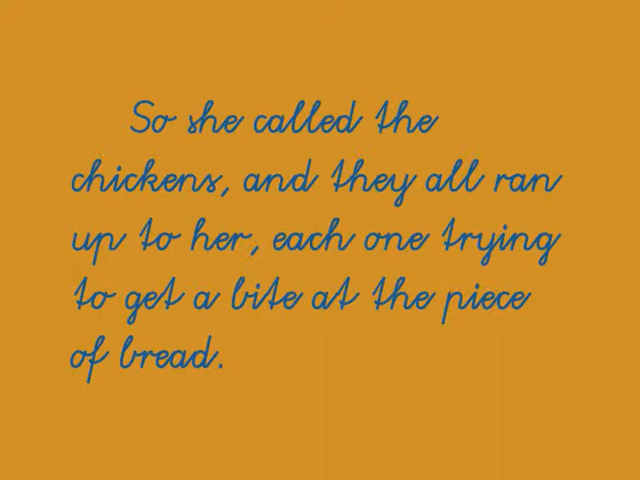 So she called the
chickens, and they all ran
up to her, each one trying
to get a bite at the piece
of bread.